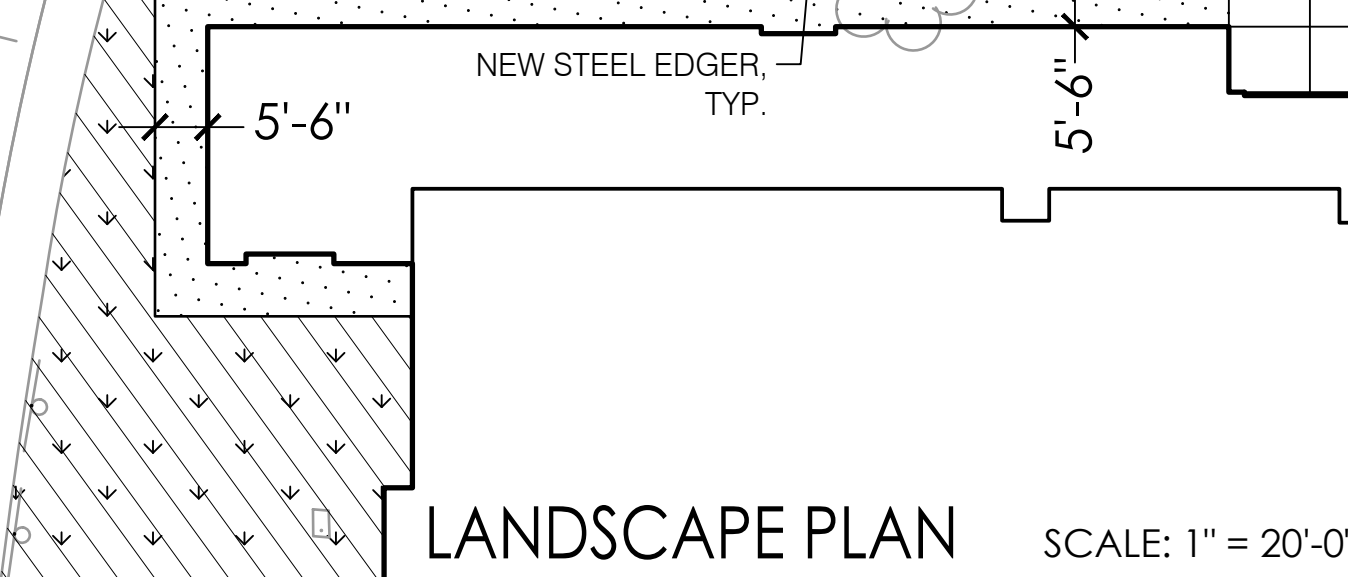 NEW STEEL EDGER,
TYP.
5'-6"
5'-6"
LANDSCAPE PLAN
SCALE: 1" = 20'-0"